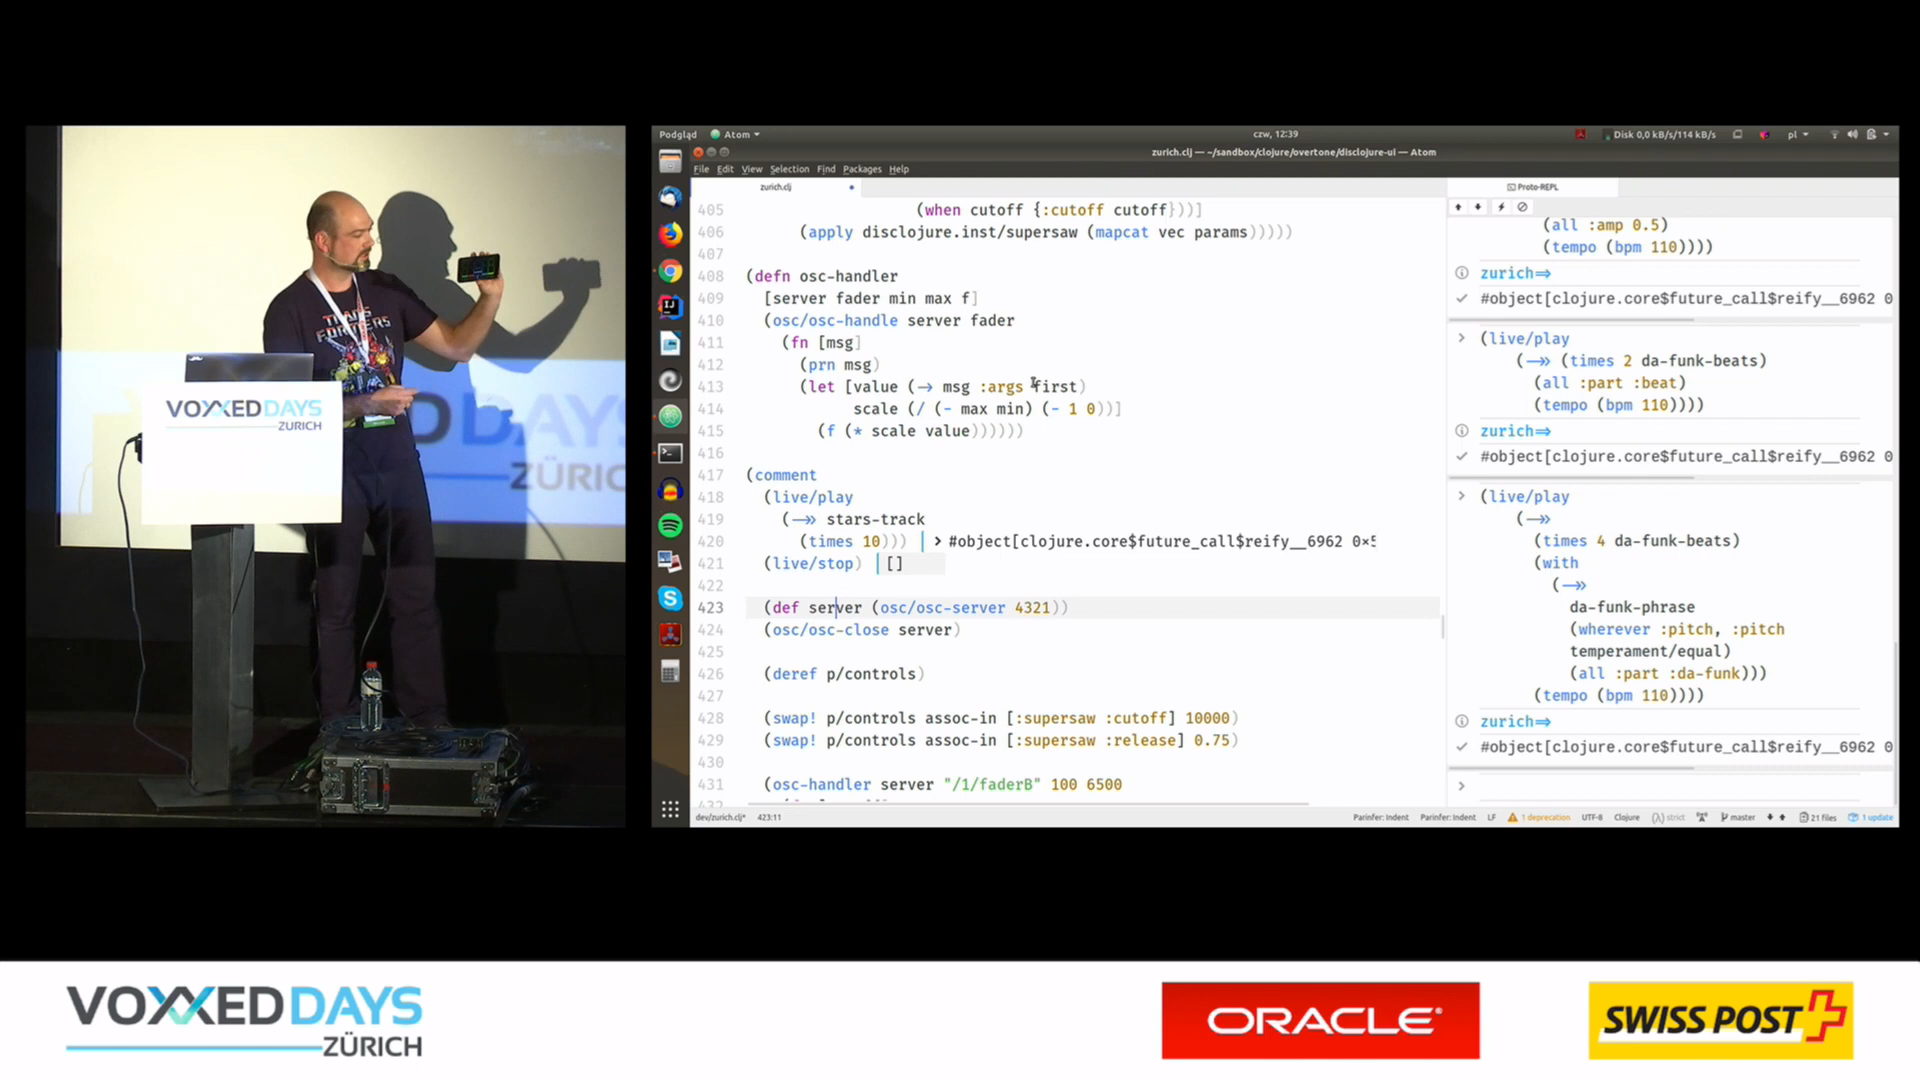 TRANS
FORMERS
VOXXEDDAYS
ZURICH
DAYS
ZÜRIC
Podgląd
Atom
czw, 12:39
Disk 0,0 kB/s/114 kB/s
pl
zurich.clj — ~/sandbox/clojure/overtone/disclojure-ui — Atom
File Edit View Selection Find Packages Help
zurich.clj
405 (when cutoff {:cutoff cutoff}))]
406 (apply disclojure.inst/supersaw (mapcat vec params)))))
407
408 (defn osc-handler
409 [server fader min max f]
410 (osc/osc-handle server fader
411 (fn [msg]
412 (prn msg)
413 (let [value (-> msg :args first)
414 scale (/ (- max min) (- 1 0))]
415 (f (* scale value))))))
416
417 (comment
418 (live/play
419 (->> stars-track
420 (times 10))) > #object[clojure.core$future_call$reify__6962 0x5
421 (live/stop) []
422
423 (def server (osc/osc-server 4321))
424 (osc/osc-close server)
425
426 (deref p/controls)
427
428 (swap! p/controls assoc-in [:supersaw :cutoff] 10000)
429 (swap! p/controls assoc-in [:supersaw :release] 0.75)
430
431 (osc-handler server "/1/faderB" 100 6500
432
dev/zurich.clj* 423:11
Proto-REPL
(all :amp 0.5)
(tempo (bpm 110))))
zurich=>
#object[clojure.core$future_call$reify__6962 0
(live/play
(->> (times 2 da-funk-beats)
(all :part :beat)
(tempo (bpm 110))))
zurich=>
#object[clojure.core$future_call$reify__6962 0
(live/play
(->>
(times 4 da-funk-beats)
(with
(->>
da-funk-phrase
(wherever :pitch, :pitch
temperament/equal)
(all :part :da-funk)))
(tempo (bpm 110))))
zurich=>
#object[clojure.core$future_call$reify__6962 0
Parinfer: Indent Parinfer: Indent LF 1 deprecation UTF-8 Clojure (λ) strict master 21 files 1 update
VOXXEDDAYS
ZÜRICH
ORACLE®
SWISS POST